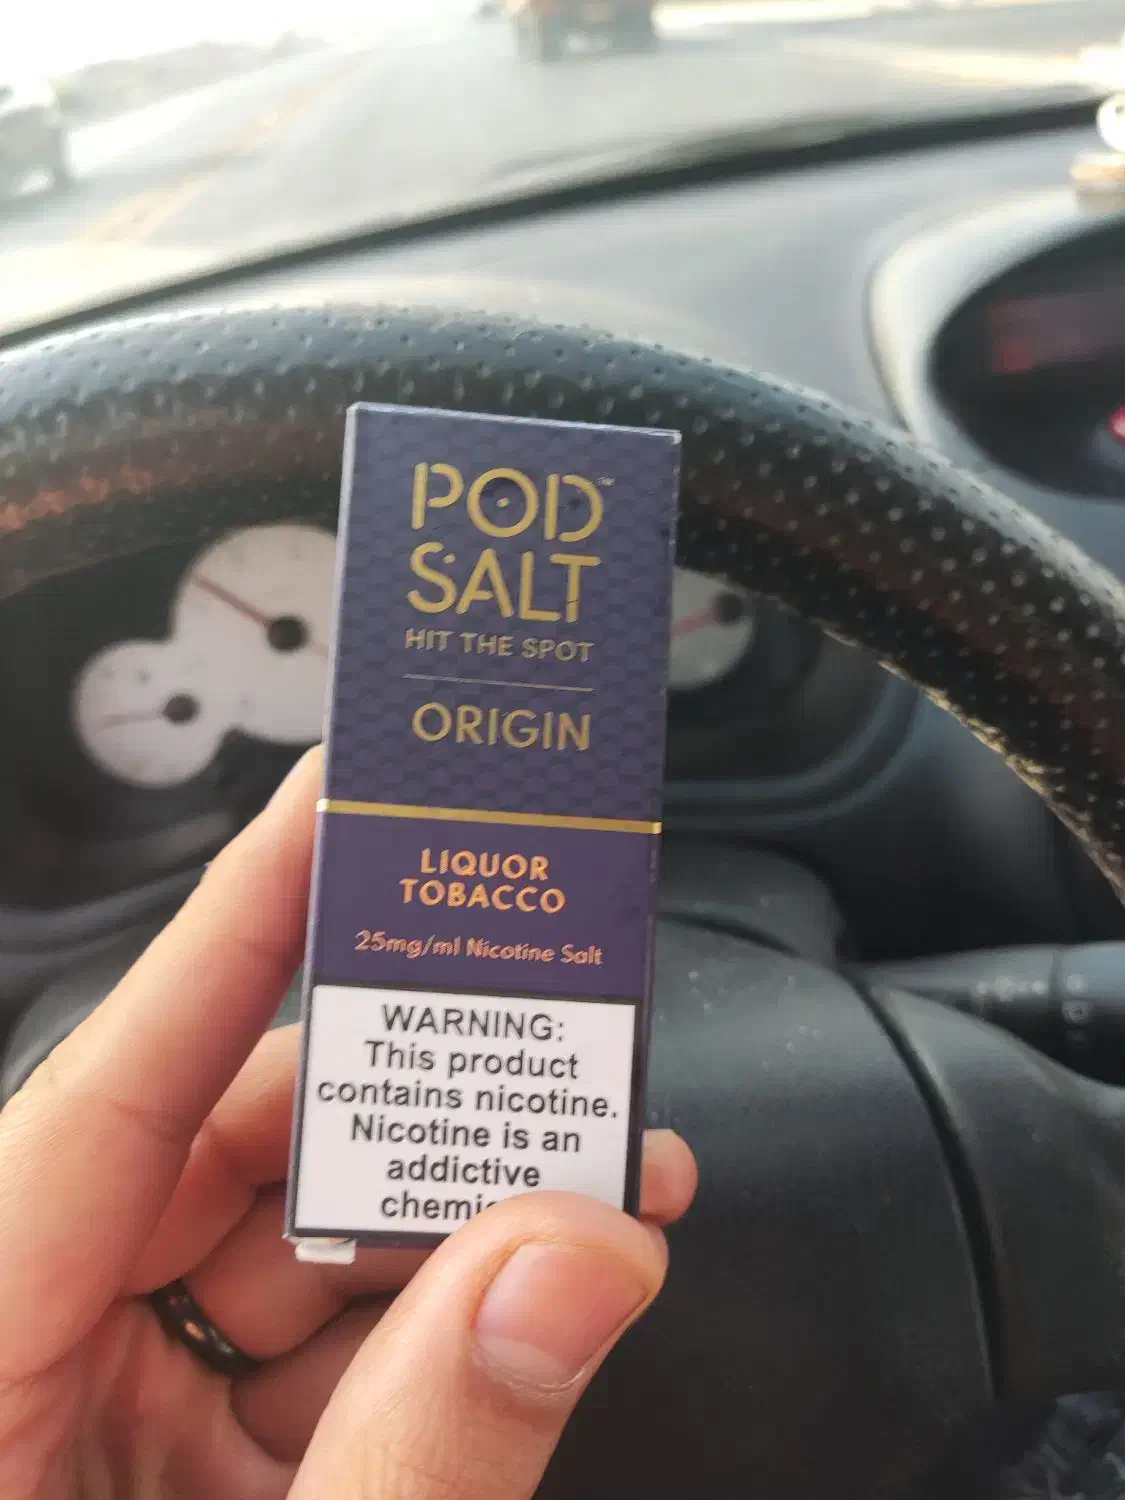 POD™
SALT
HIT THE SPOT
ORIGIN
LIQUOR
TOBACCO
25mg/ml Nicotine Salt
WARNING:
This product
contains nicotine.
Nicotine is an
addictive